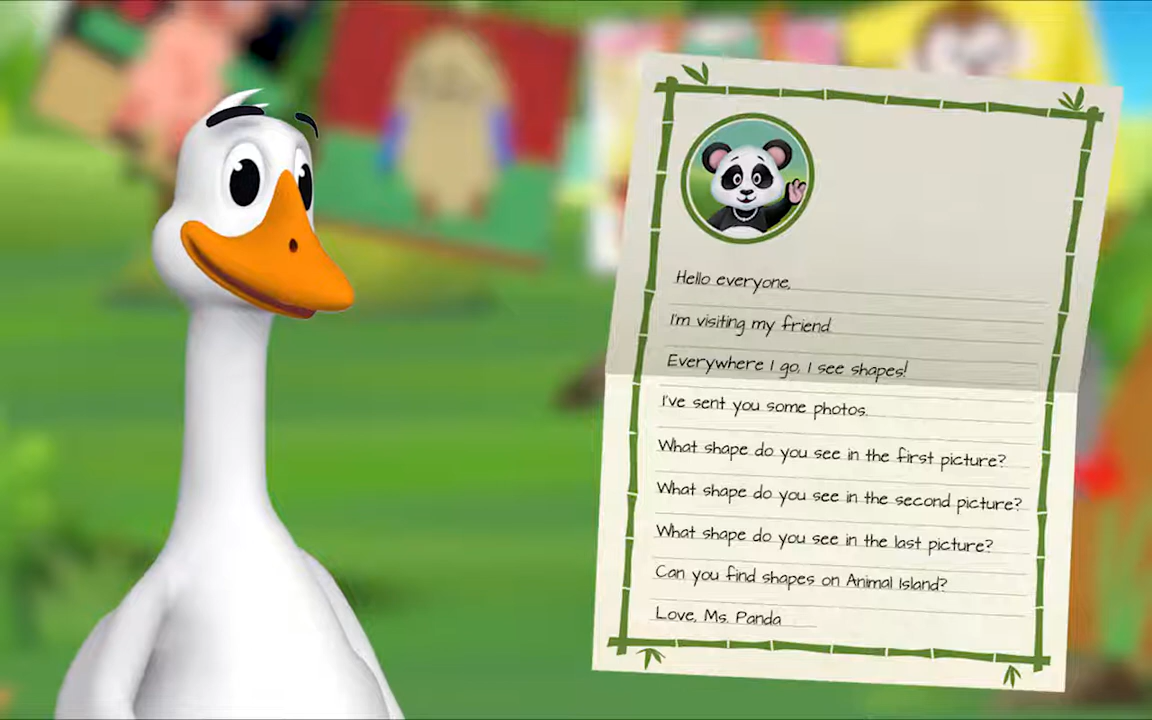 Hello everyone,
I'm visiting my friend.
Everywhere I go, I see shapes!
I've sent you some photos.
What shape do you see in the first picture?
What shape do you see in the second picture?
What shape do you see in the last picture?
Can you find shapes on Animal Island?
Love, Ms. Panda